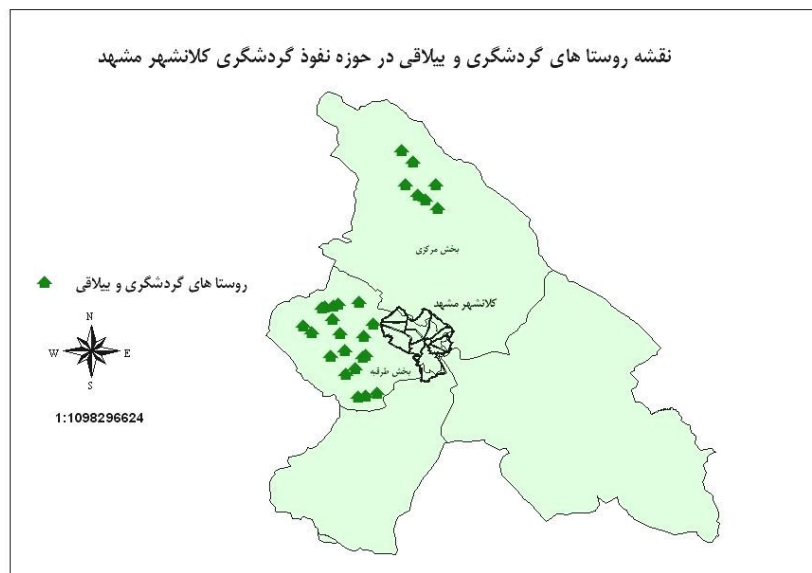 نقشه روستا های گردشگری و ییلاقی در حوزه نفوذ گردشگری کلانشهر مشهد
بخش مرکزی
روستا های گردشگری و ییلاقی
کلانشهر مشهد
N
W
E
S
بخش طرقبه
1:1098296624